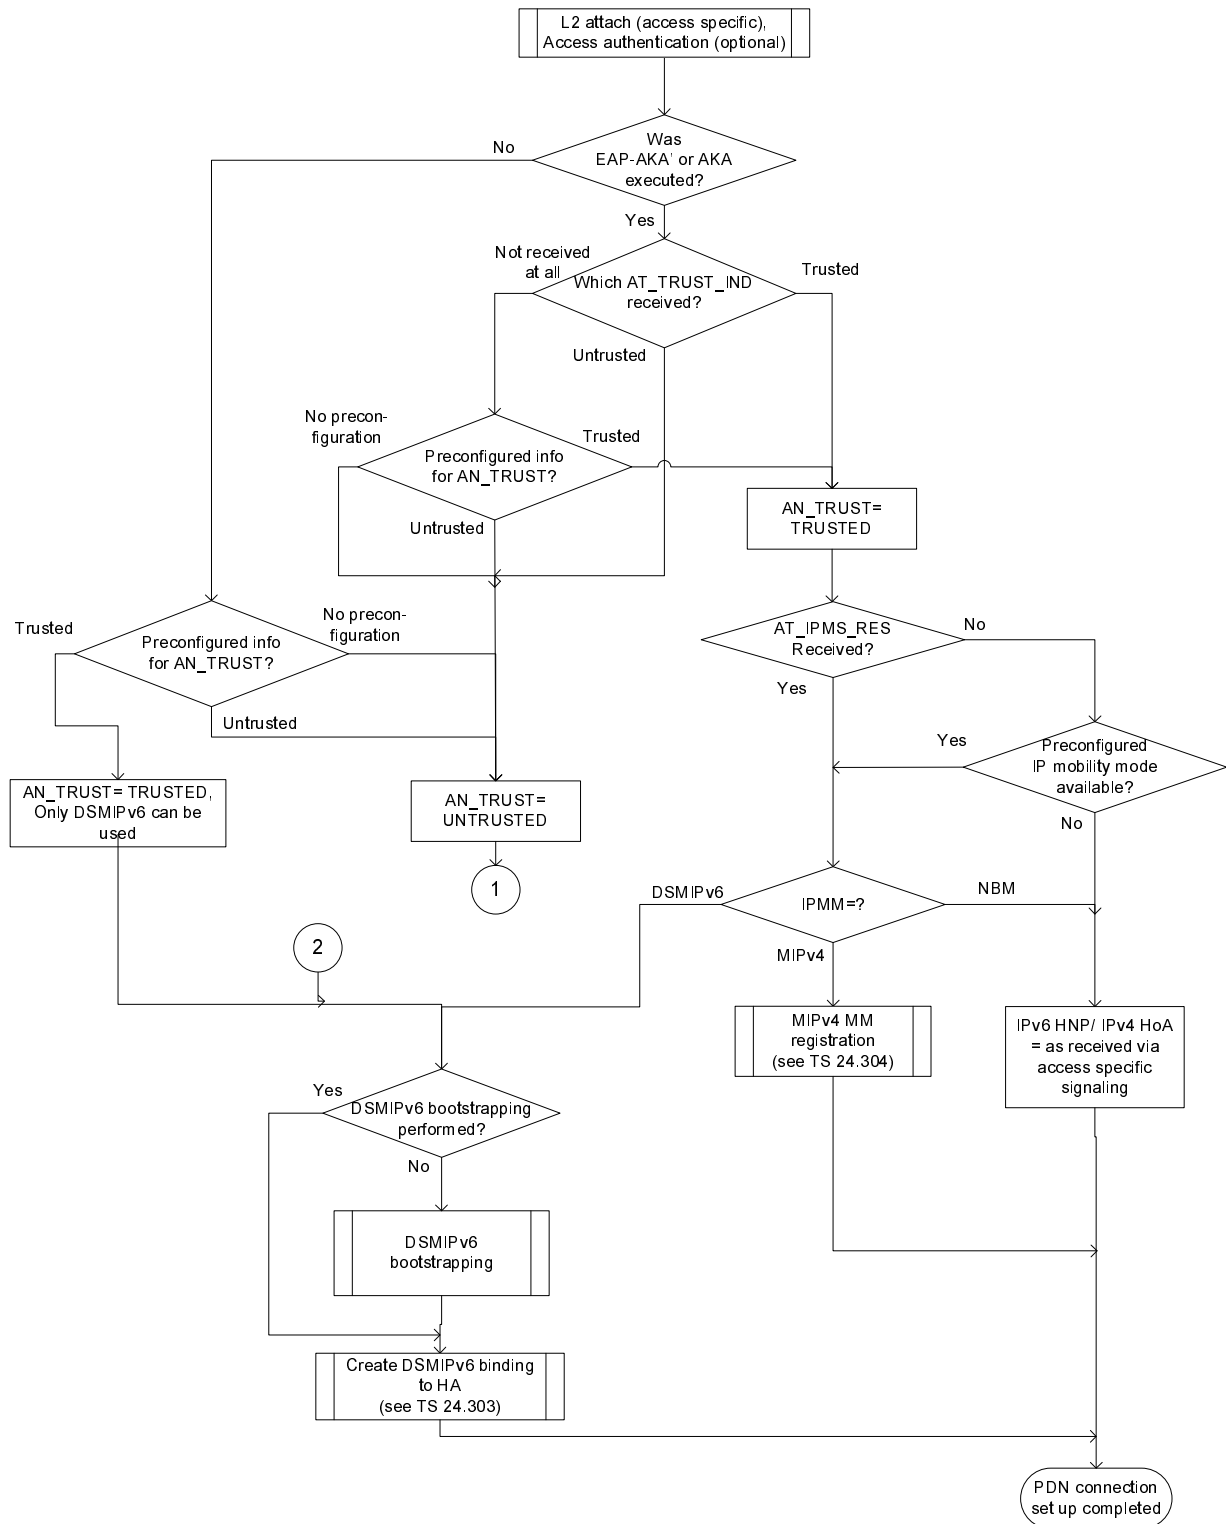 L2 attach (access specific),
Access authentication (optional)
Was
EAP-AKA' or AKA
executed?
No
Yes
Not received
at all
Which AT_TRUST_IND
received?
Trusted
Untrusted
No precon-
figuration
Preconfigured info
for AN_TRUST?
Trusted
Untrusted
AN_TRUST=
TRUSTED
Trusted
Preconfigured info
for AN_TRUST?
No precon-
figuration
Untrusted
AT_IPMS_RES
Received?
No
Yes
Preconfigured
IP mobility mode
available?
Yes
No
AN_TRUST= TRUSTED,
Only DSMIPv6 can be
used
AN_TRUST=
UNTRUSTED
1
DSMIPv6
IPMM=?
NBM
MIPv4
2
MIPv4 MM
registration
(see TS 24.304)
IPv6 HNP/ IPv4 HoA
= as received via
access specific
signaling
Yes
DSMIPv6 bootstrapping
performed?
No
DSMIPv6
bootstrapping
Create DSMIPv6 binding
to HA
(see TS 24.303)
PDN connection
set up completed